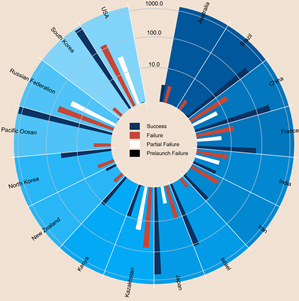 1000.0
100.0
10.0
USA
South Korea
Russian Federation
Pacific Ocean
North Korea
New Zealand
Kenya
Kazakhstan
Japan
Israel
Iran
India
France
China
Brazil
Australia
Success
Failure
Partial Failure
Prelaunch Failure